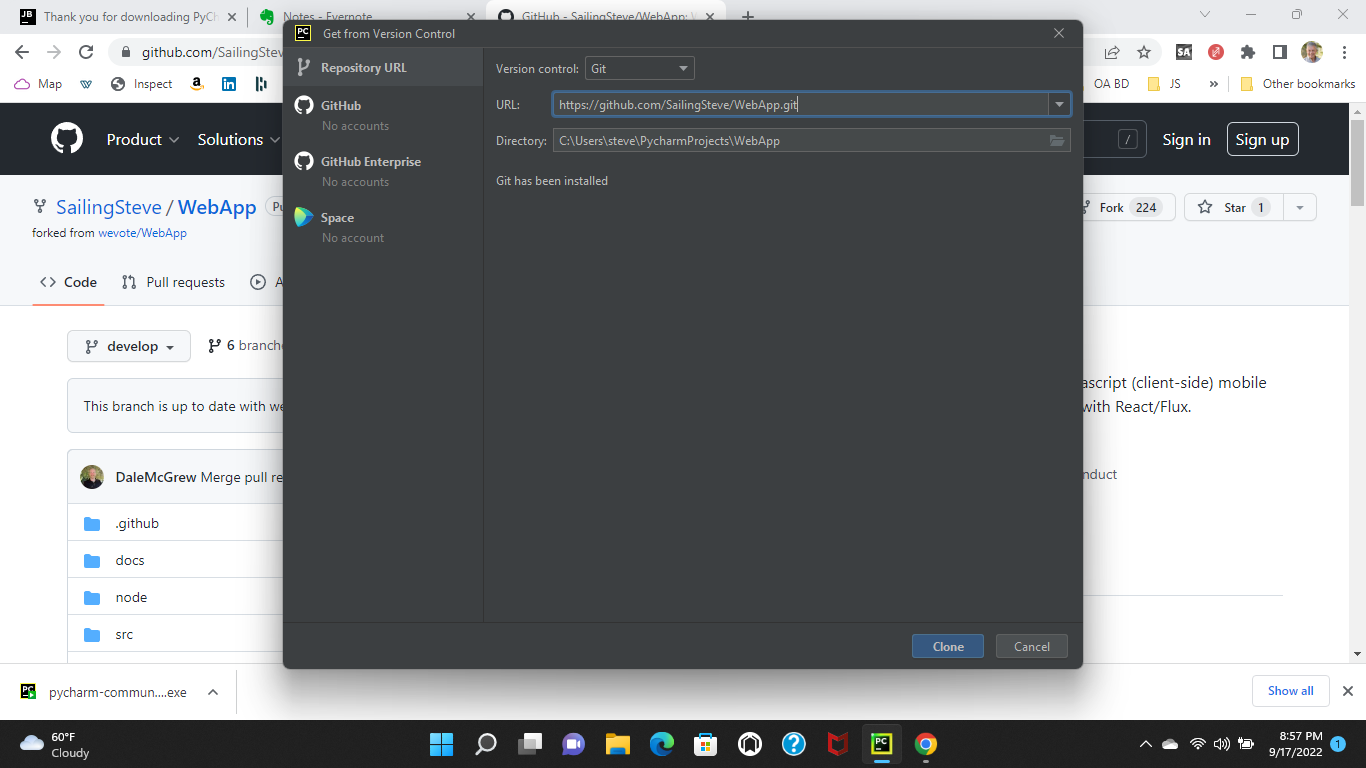 Thank you for downloading PyCh
Notes - Evernote
GitHub - SailingSteve/WebApp: W
PC Get from Version Control
github.com/SailingSteve
Map
Inspect
OA BD
JS
»
Other bookmarks
Repository URL
GitHub
No accounts
GitHub Enterprise
No accounts
Space
No account
Version control: Git
URL: https://github.com/SailingSteve/WebApp.git
Directory: C:\Users\steve\PycharmProjects\WebApp
Git has been installed
Clone
Cancel
Product
Solutions
/
Sign in
Sign up
SailingSteve / WebApp
Pu
forked from wevote/WebApp
Fork 224
Star 1
Code
Pull requests
A
develop
6 branche
This branch is up to date with we
ascript (client-side) mobile
with React/Flux.
nduct
DaleMcGrew Merge pull re
.github
docs
node
src
pycharm-commun....exe
Show all
60°F
Cloudy
8:57 PM
9/17/2022
1